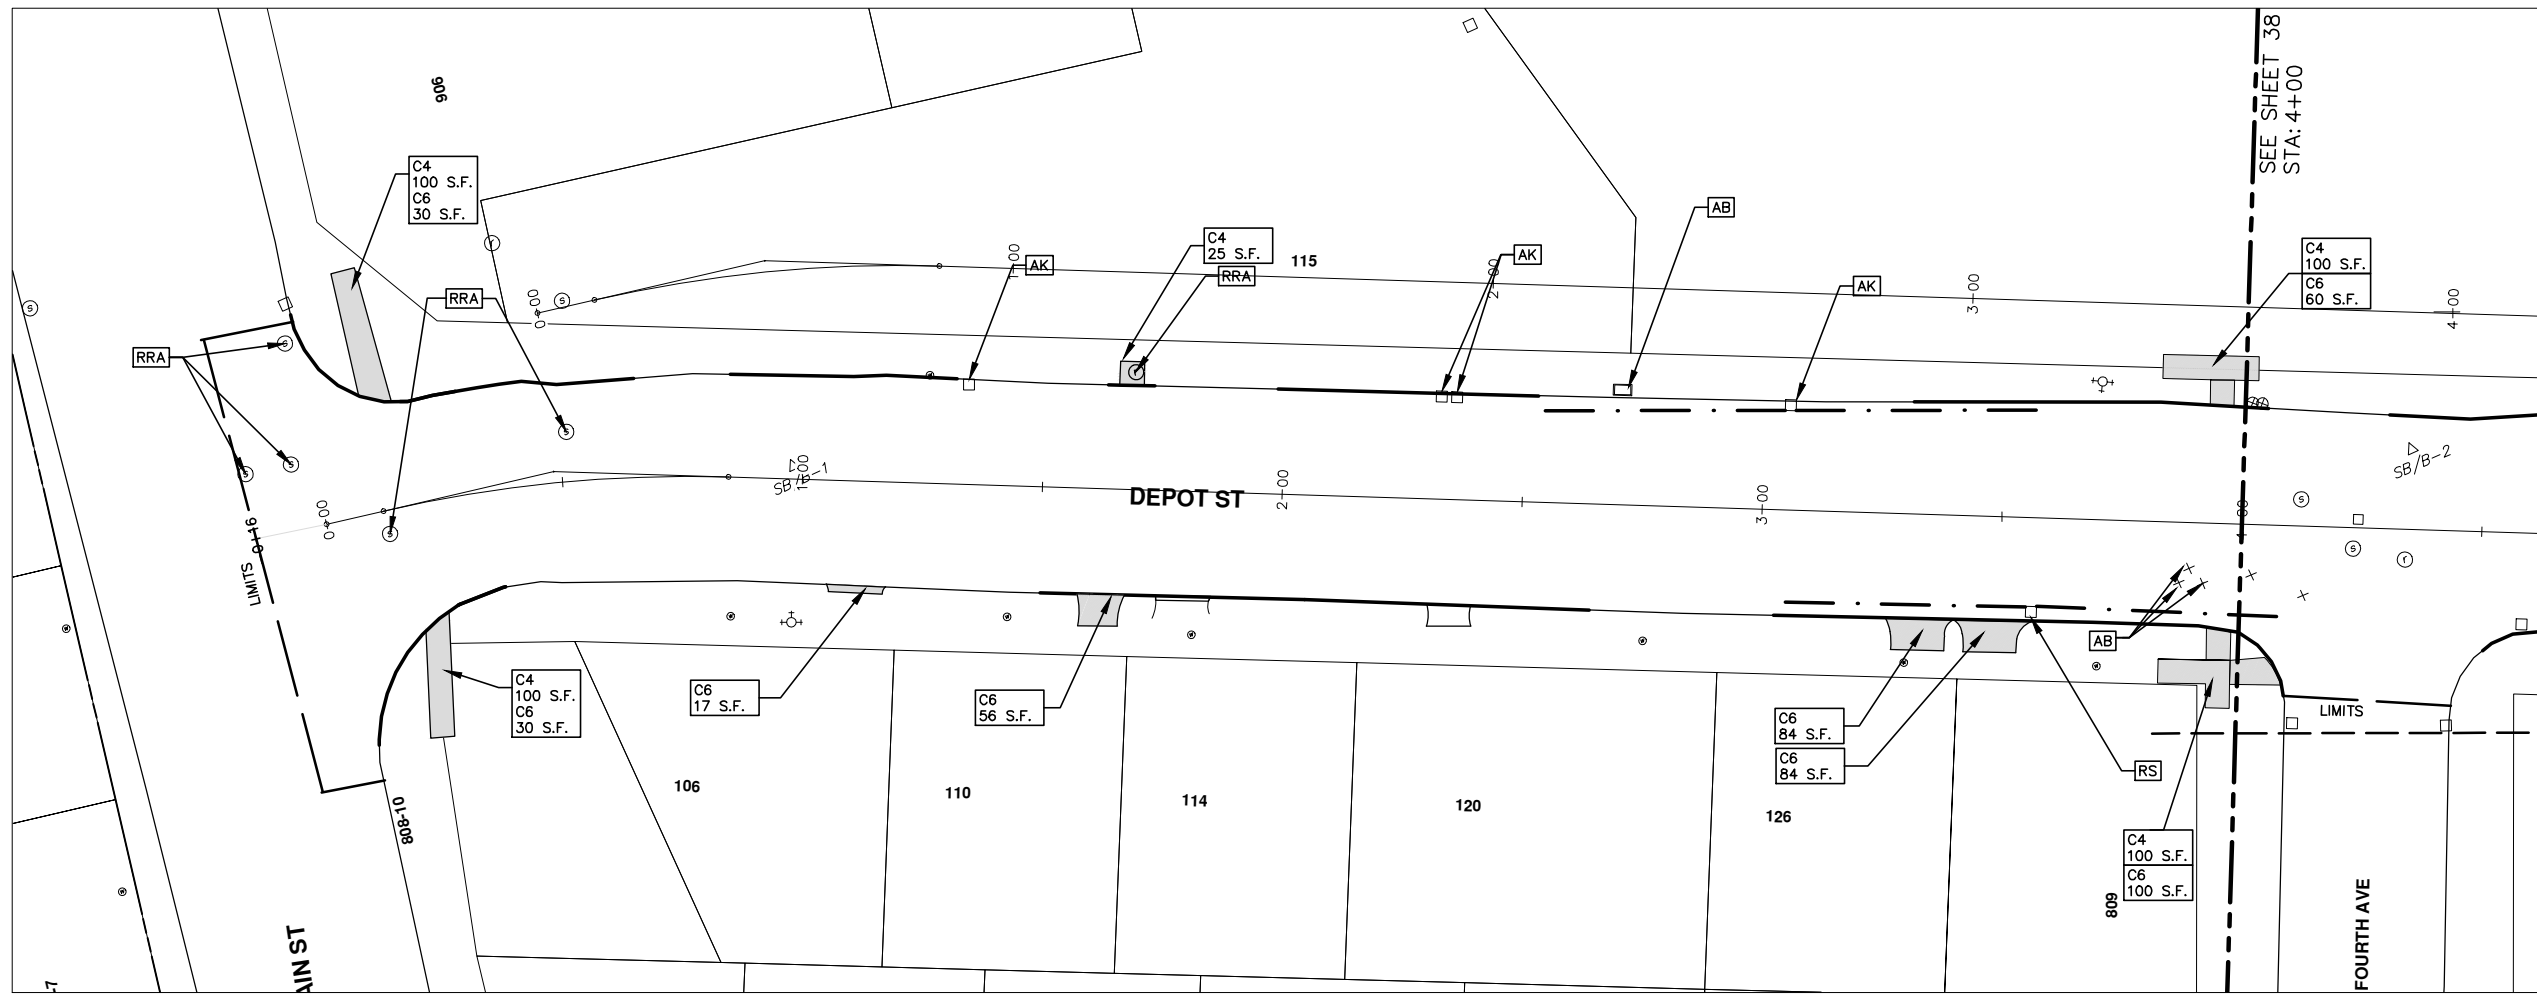 906
SEE SHEET 38
STA: 4+00
C4
100 S.F.
C6
30 S.F.
AB
C4
25 S.F.
115
RRA
AK
AK
AK
C4
100 S.F.
C6
60 S.F.
1+00
2+00
3+00
4+00
0+00
RRA
RRA
s
s
r
s
s
s
s
s
r
SB/B-1
1+00
DEPOT ST
2+00
3+00
SB/B-2
s
s
r
0+00
0+16
LIMITS
AB
C4
100 S.F.
C6
30 S.F.
C6
17 S.F.
C6
56 S.F.
C6
84 S.F.
C6
84 S.F.
RS
LIMITS
106
110
114
120
126
808-10
C4
100 S.F.
C6
100 S.F.
809
FOURTH AVE
AIN ST
-7